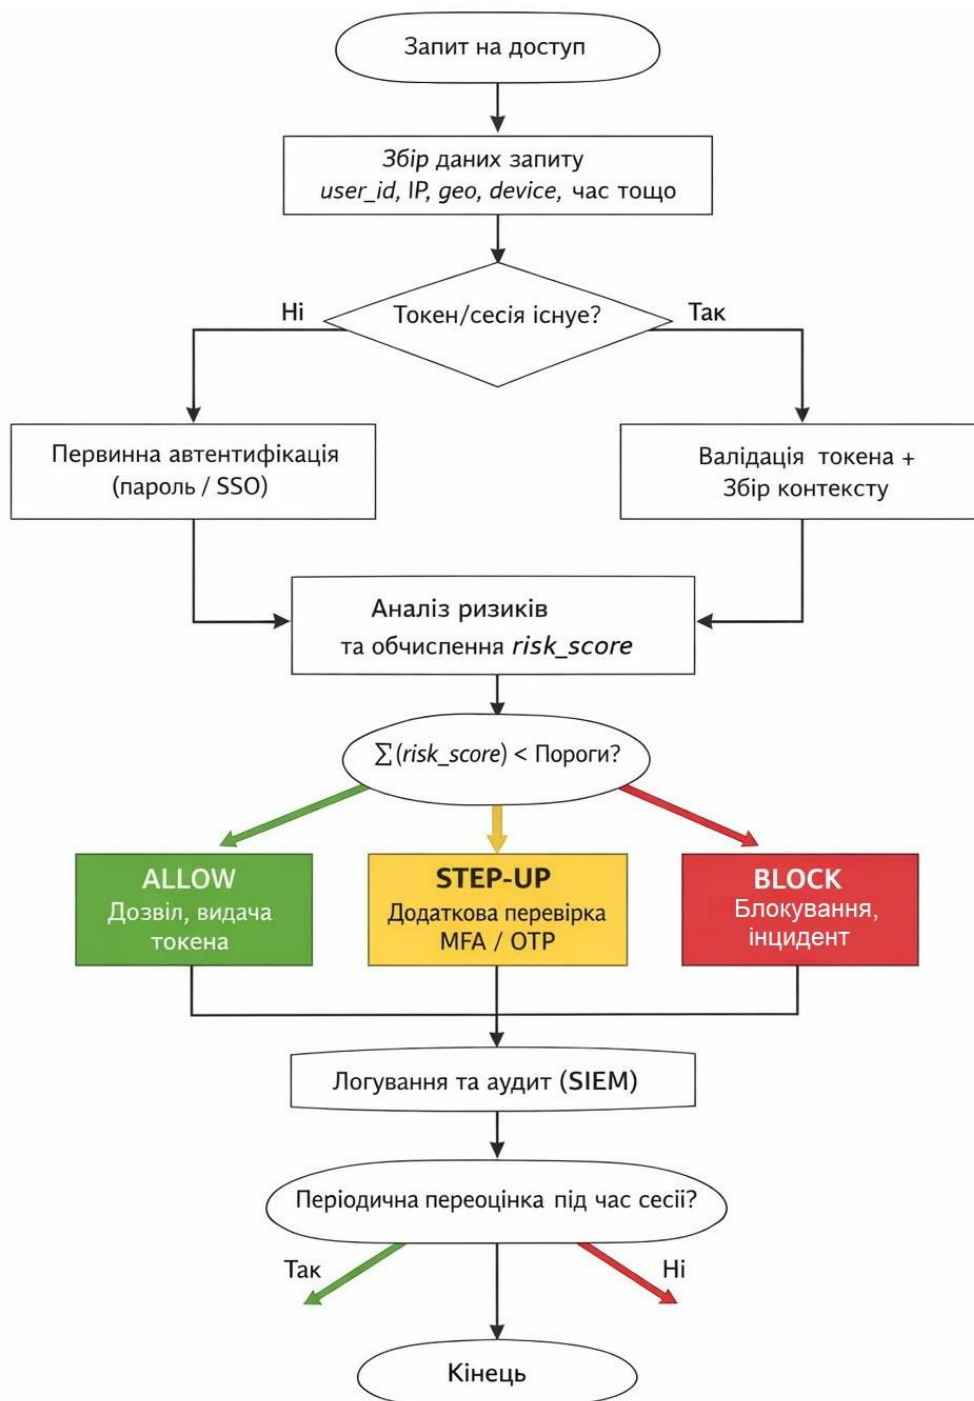 Запит на доступ
Збір даних запиту
user_id, IP, geo, device, час тощо
Токен/сесія існує?
Ні
Так
Первинна автентифікація
(пароль / SSO)
Валідація токена +
Збір контексту
Аналіз ризиків
та обчислення risk_score
∑(risk_score) < Пороги?
ALLOW
Дозвіл, видача
токена
STEP-UP
Додаткова перевірка
MFA / OTP
BLOCK
Блокування,
інцидент
Логування та аудит (SIEM)
Періодична переоцінка під час сесії?
Так
Ні
Кінець